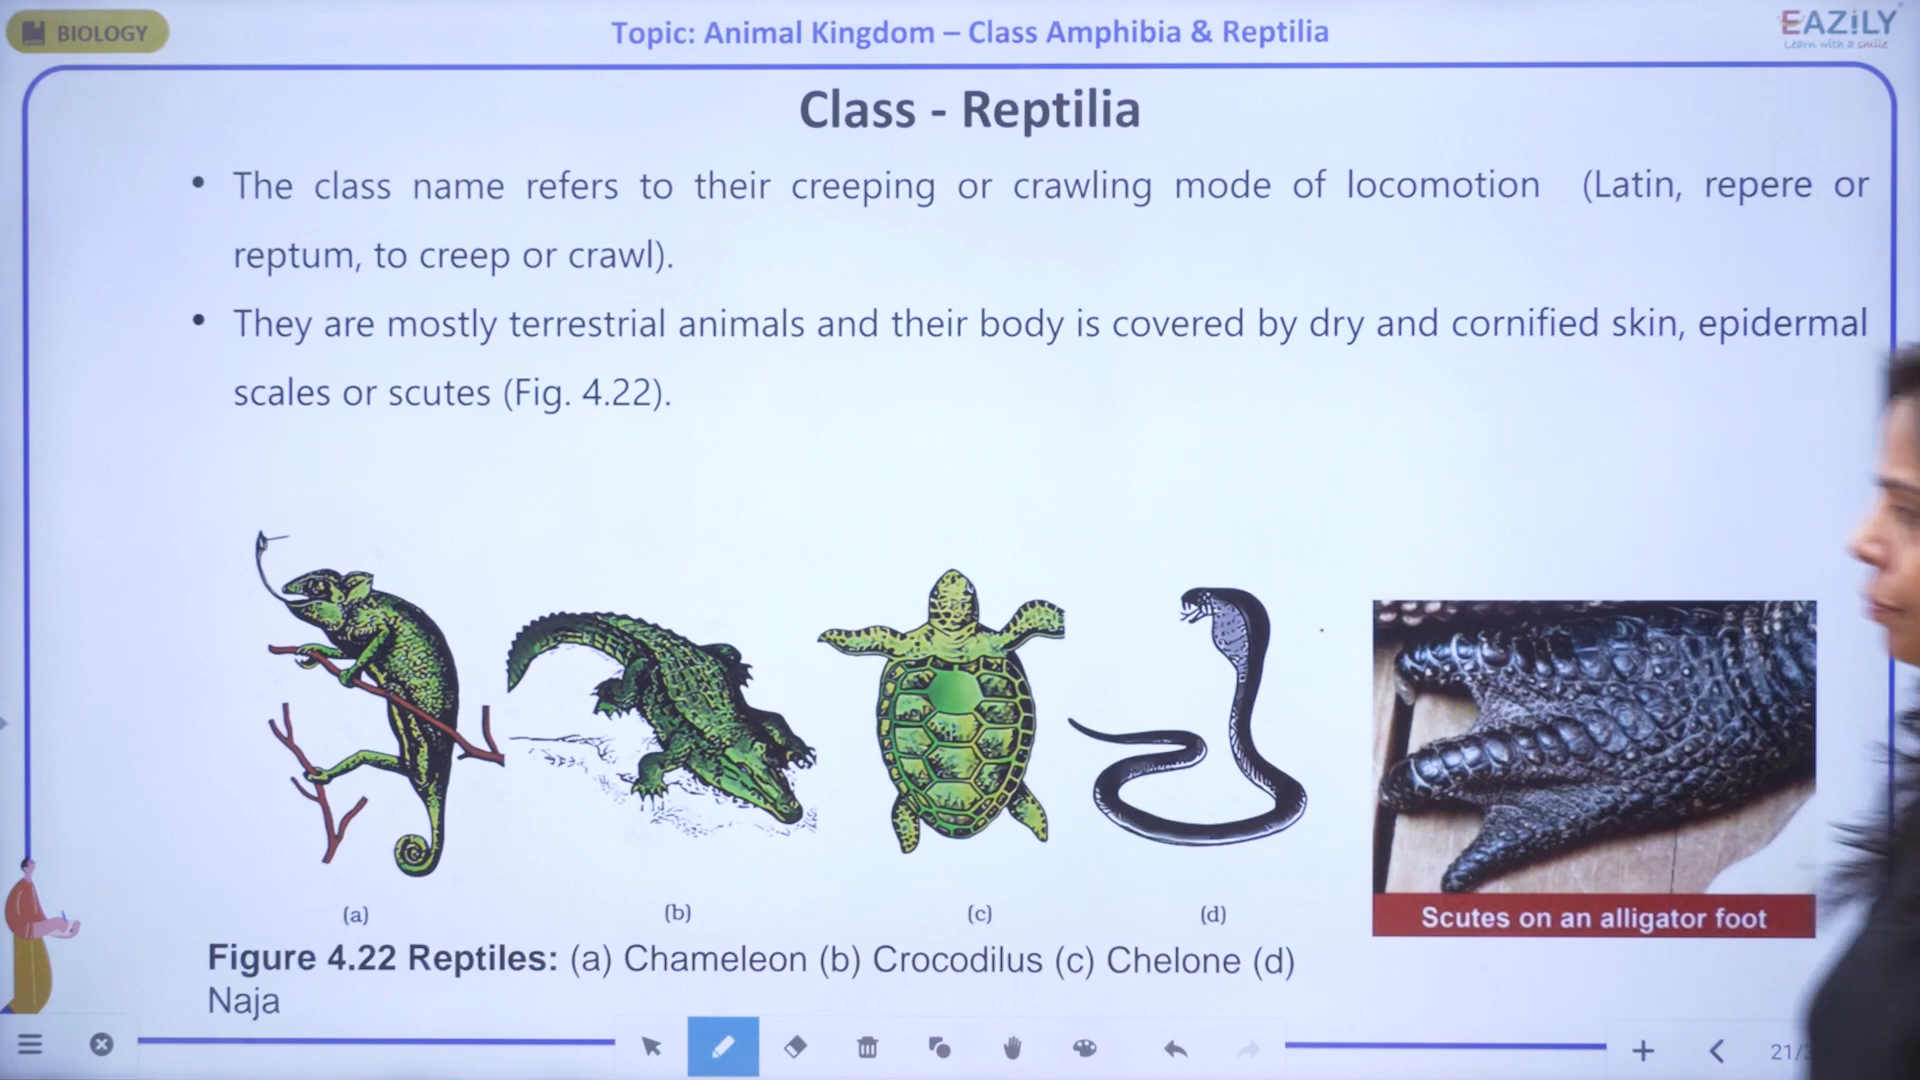 BIOLOGY
Topic: Animal Kingdom – Class Amphibia & Reptilia
EAZiLY
Learn with a smile
Class - Reptilia
• The class name refers to their creeping or crawling mode of locomotion (Latin, repere or
reptum, to creep or crawl).
• They are mostly terrestrial animals and their body is covered by dry and cornified skin, epidermal
scales or scutes (Fig. 4.22).
(a)
(b)
(c)
(d)
Scutes on an alligator foot
Figure 4.22 Reptiles: (a) Chameleon (b) Crocodilus (c) Chelone (d)
Naja